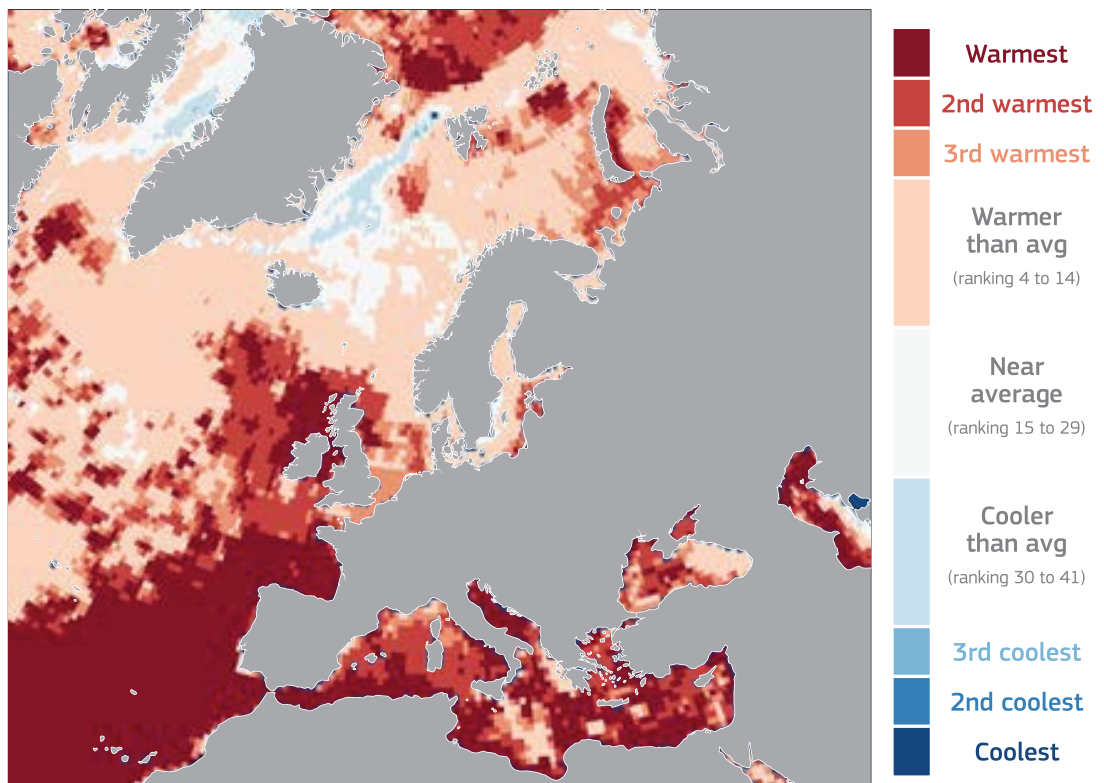 Warmest
2nd warmest
3rd warmest
Warmer
than avg
(ranking 4 to 14)
Near
average
(ranking 15 to 29)
Cooler
than avg
(ranking 30 to 41)
3rd coolest
2nd coolest
Coolest